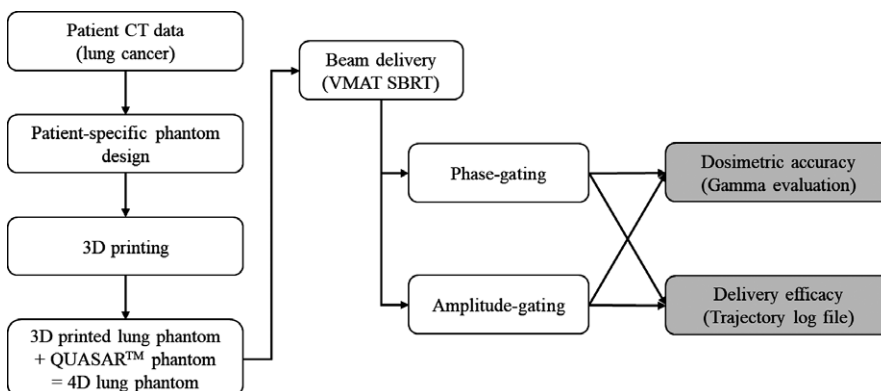 Patient CT data
(lung cancer)
Patient-specific phantom
design
3D printing
3D printed lung phantom
+ QUASAR™ phantom
= 4D lung phantom
Beam delivery
(VMAT SBRT)
Phase-gating
Amplitude-gating
Dosimetric accuracy
(Gamma evaluation)
Delivery efficacy
(Trajectory log file)